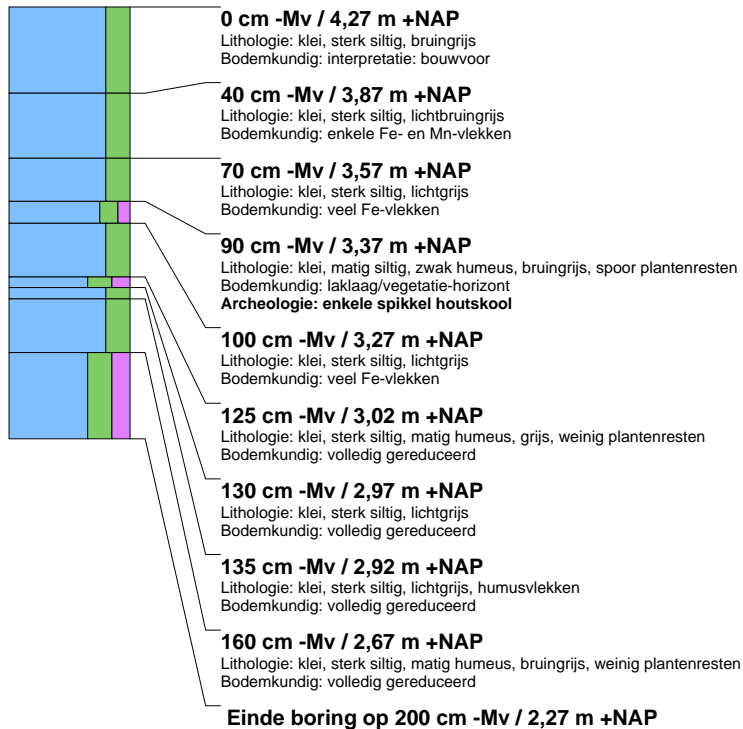 0 cm -Mv / 4,27 m +NAP
Lithologie: klei, sterk siltig, bruingrijs
Bodemkundig: interpretatie: bouwvoor
40 cm -Mv / 3,87 m +NAP
Lithologie: klei, sterk siltig, lichtbruingrijs
Bodemkundig: enkele Fe- en Mn-vlekken
70 cm -Mv / 3,57 m +NAP
Lithologie: klei, sterk siltig, lichtgrijs
Bodemkundig: veel Fe-vlekken
90 cm -Mv / 3,37 m +NAP
Lithologie: klei, matig siltig, zwak humeus, bruingrijs, spoor plantenresten
Bodemkundig: laklaag/vegetatie-horizont
Archeologie: enkele spikkel houtskool
100 cm -Mv / 3,27 m +NAP
Lithologie: klei, sterk siltig, lichtgrijs
Bodemkundig: veel Fe-vlekken
125 cm -Mv / 3,02 m +NAP
Lithologie: klei, sterk siltig, matig humeus, grijs, weinig plantenresten
Bodemkundig: volledig gereduceerd
130 cm -Mv / 2,97 m +NAP
Lithologie: klei, sterk siltig, lichtgrijs
Bodemkundig: volledig gereduceerd
135 cm -Mv / 2,92 m +NAP
Lithologie: klei, sterk siltig, lichtgrijs, humusvlekken
Bodemkundig: volledig gereduceerd
160 cm -Mv / 2,67 m +NAP
Lithologie: klei, sterk siltig, matig humeus, bruingrijs, weinig plantenresten
Bodemkundig: volledig gereduceerd
Einde boring op 200 cm -Mv / 2,27 m +NAP